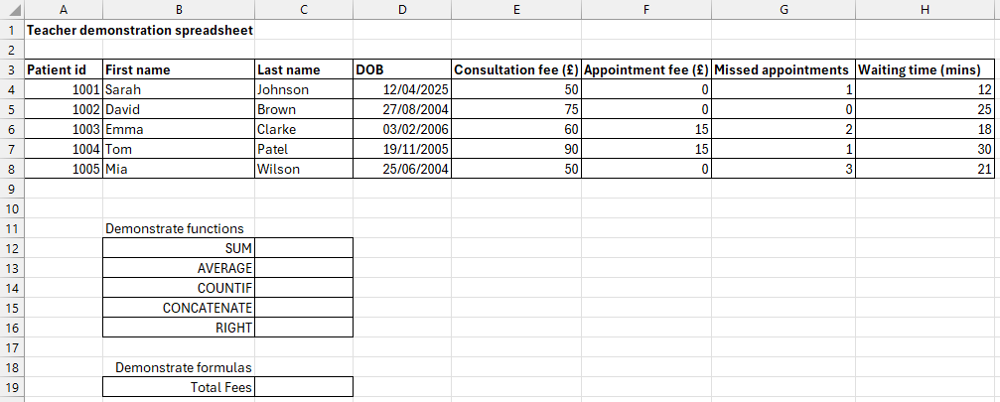 A B C D E F G H
1 Teacher demonstration spreadsheet
2
3 Patient id First name Last name DOB Consultation fee (£) Appointment fee (£) Missed appointments Waiting time (mins)
4 1001 Sarah Johnson 12/04/2025 50 0 1 12
5 1002 David Brown 27/08/2004 75 0 0 25
6 1003 Emma Clarke 03/02/2006 60 15 2 18
7 1004 Tom Patel 19/11/2005 90 15 1 30
8 1005 Mia Wilson 25/06/2004 50 0 3 21
9
10
11 Demonstrate functions
12 SUM
13 AVERAGE
14 COUNTIF
15 CONCATENATE
16 RIGHT
17
18 Demonstrate formulas
19 Total Fees